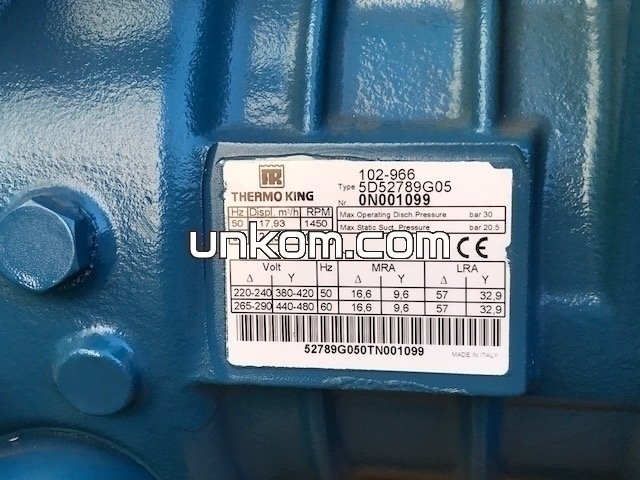 TK
THERMO KING
102-966
Type 5D52789G05
Nr. 0N001099
Hz Displ. m³/h RPM
50 17,93 1450
Max.Operating Disch Pressure bar 30
Max.Static Suct. Pressure bar 20,5
unkom.com
CE
Volt Hz MRA LRA
Δ Y Δ Y Δ Y
220-240 380-420 50 16,6 9,6 57 32,9
265-290 440-480 60 16,6 9,6 57 32,9
52789G050TN001099
MADE IN ITALY